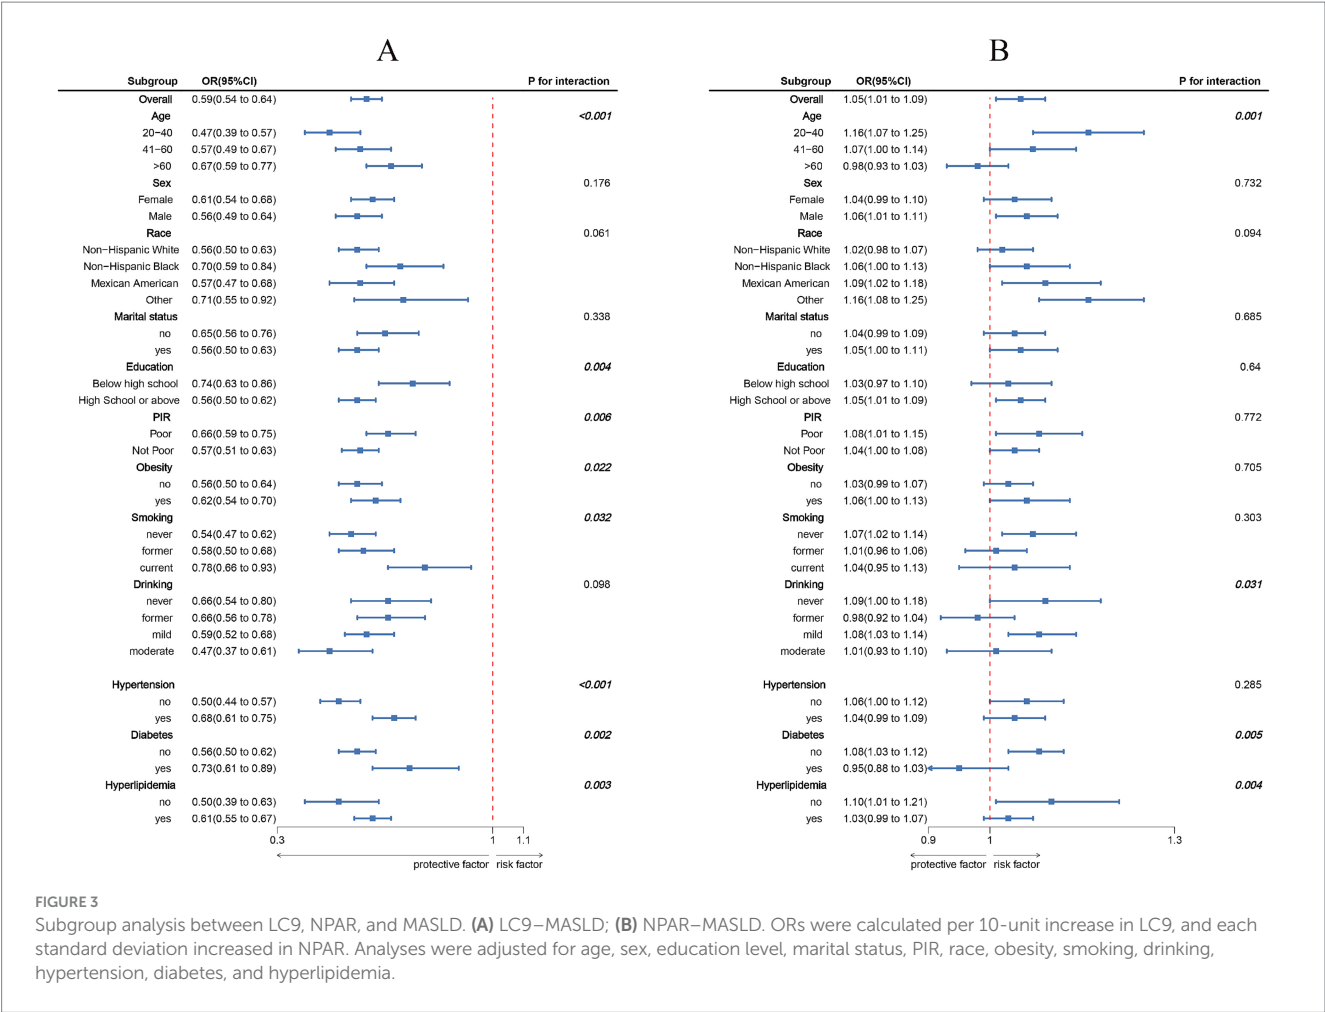 A
Subgroup OR(95%CI) P for interaction
Overall 0.59(0.54 to 0.64)
Age <0.001
20−40 0.47(0.39 to 0.57)
41−60 0.57(0.49 to 0.67)
>60 0.67(0.59 to 0.77)
Sex 0.176
Female 0.61(0.54 to 0.68)
Male 0.56(0.49 to 0.64)
Race 0.061
Non−Hispanic White 0.56(0.50 to 0.63)
Non−Hispanic Black 0.70(0.59 to 0.84)
Mexican American 0.57(0.47 to 0.68)
Other 0.71(0.55 to 0.92)
Marital status 0.338
no 0.65(0.56 to 0.76)
yes 0.56(0.50 to 0.63)
Education 0.004
Below high school 0.74(0.63 to 0.86)
High School or above 0.56(0.50 to 0.62)
PIR 0.006
Poor 0.66(0.59 to 0.75)
Not Poor 0.57(0.51 to 0.63)
Obesity 0.022
no 0.56(0.50 to 0.64)
yes 0.62(0.54 to 0.70)
Smoking 0.032
never 0.54(0.47 to 0.62)
former 0.58(0.50 to 0.68)
current 0.78(0.66 to 0.93)
Drinking 0.098
never 0.66(0.54 to 0.80)
former 0.66(0.56 to 0.78)
mild 0.59(0.52 to 0.68)
moderate 0.47(0.37 to 0.61)
Hypertension <0.001
no 0.50(0.44 to 0.57)
yes 0.68(0.61 to 0.75)
Diabetes 0.002
no 0.56(0.50 to 0.62)
yes 0.73(0.61 to 0.89)
Hyperlipidemia 0.003
no 0.50(0.39 to 0.63)
yes 0.61(0.55 to 0.67)
0.3 1 1.1
protective factor risk factor
B
Subgroup OR(95%CI) P for interaction
Overall 1.05(1.01 to 1.09)
Age 0.001
20−40 1.16(1.07 to 1.25)
41−60 1.07(1.00 to 1.14)
>60 0.98(0.93 to 1.03)
Sex 0.732
Female 1.04(0.99 to 1.10)
Male 1.06(1.01 to 1.11)
Race 0.094
Non−Hispanic White 1.02(0.98 to 1.07)
Non−Hispanic Black 1.06(1.00 to 1.13)
Mexican American 1.09(1.02 to 1.18)
Other 1.16(1.08 to 1.25)
Marital status 0.685
no 1.04(0.99 to 1.09)
yes 1.05(1.00 to 1.11)
Education 0.64
Below high school 1.03(0.97 to 1.10)
High School or above 1.05(1.01 to 1.09)
PIR 0.772
Poor 1.08(1.01 to 1.15)
Not Poor 1.04(1.00 to 1.08)
Obesity 0.705
no 1.03(0.99 to 1.07)
yes 1.06(1.00 to 1.13)
Smoking 0.303
never 1.07(1.02 to 1.14)
former 1.01(0.96 to 1.06)
current 1.04(0.95 to 1.13)
Drinking 0.031
never 1.09(1.00 to 1.18)
former 0.98(0.92 to 1.04)
mild 1.08(1.03 to 1.14)
moderate 1.01(0.93 to 1.10)
Hypertension 0.285
no 1.06(1.00 to 1.12)
yes 1.04(0.99 to 1.09)
Diabetes 0.005
no 1.08(1.03 to 1.12)
yes 0.95(0.88 to 1.03)
Hyperlipidemia 0.004
no 1.10(1.01 to 1.21)
yes 1.03(0.99 to 1.07)
0.9 1 1.3
protective factor risk factor
FIGURE 3
Subgroup analysis between LC9, NPAR, and MASLD. (A) LC9–MASLD; (B) NPAR–MASLD. ORs were calculated per 10-unit increase in LC9, and each
standard deviation increased in NPAR. Analyses were adjusted for age, sex, education level, marital status, PIR, race, obesity, smoking, drinking,
hypertension, diabetes, and hyperlipidemia.